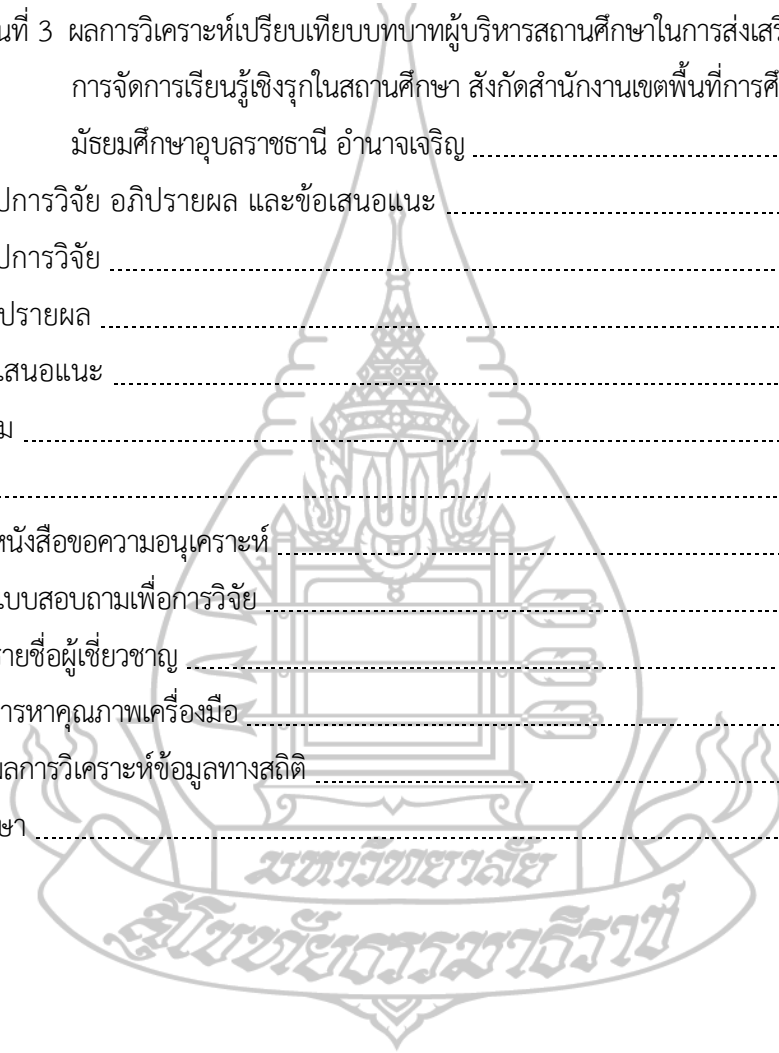 นที่ 3 ผลการวิเคราะห์เปรียบเทียบบทบาทผู้บริหารสถานศึกษาในการส่งเสริ
การจัดการเรียนรู้เชิงรุกในสถานศึกษา สังกัดสำนักงานเขตพื้นที่การศึ
มัธยมศึกษาอุบลราชธานี อำนาจเจริญ
ปการวิจัย อภิปรายผล และข้อเสนอแนะ
ปการวิจัย
ปรายผล
เสนอแนะ
ม
หนังสือขอความอนุเคราะห์
แบบสอบถามเพื่อการวิจัย
รายชื่อผู้เชี่ยวชาญ
การหาคุณภาพเครื่องมือ
ผลการวิเคราะห์ข้อมูลทางสถิติ
ษา
มหาวิทยาลัย
สุโขทัยธรรมาธิราช